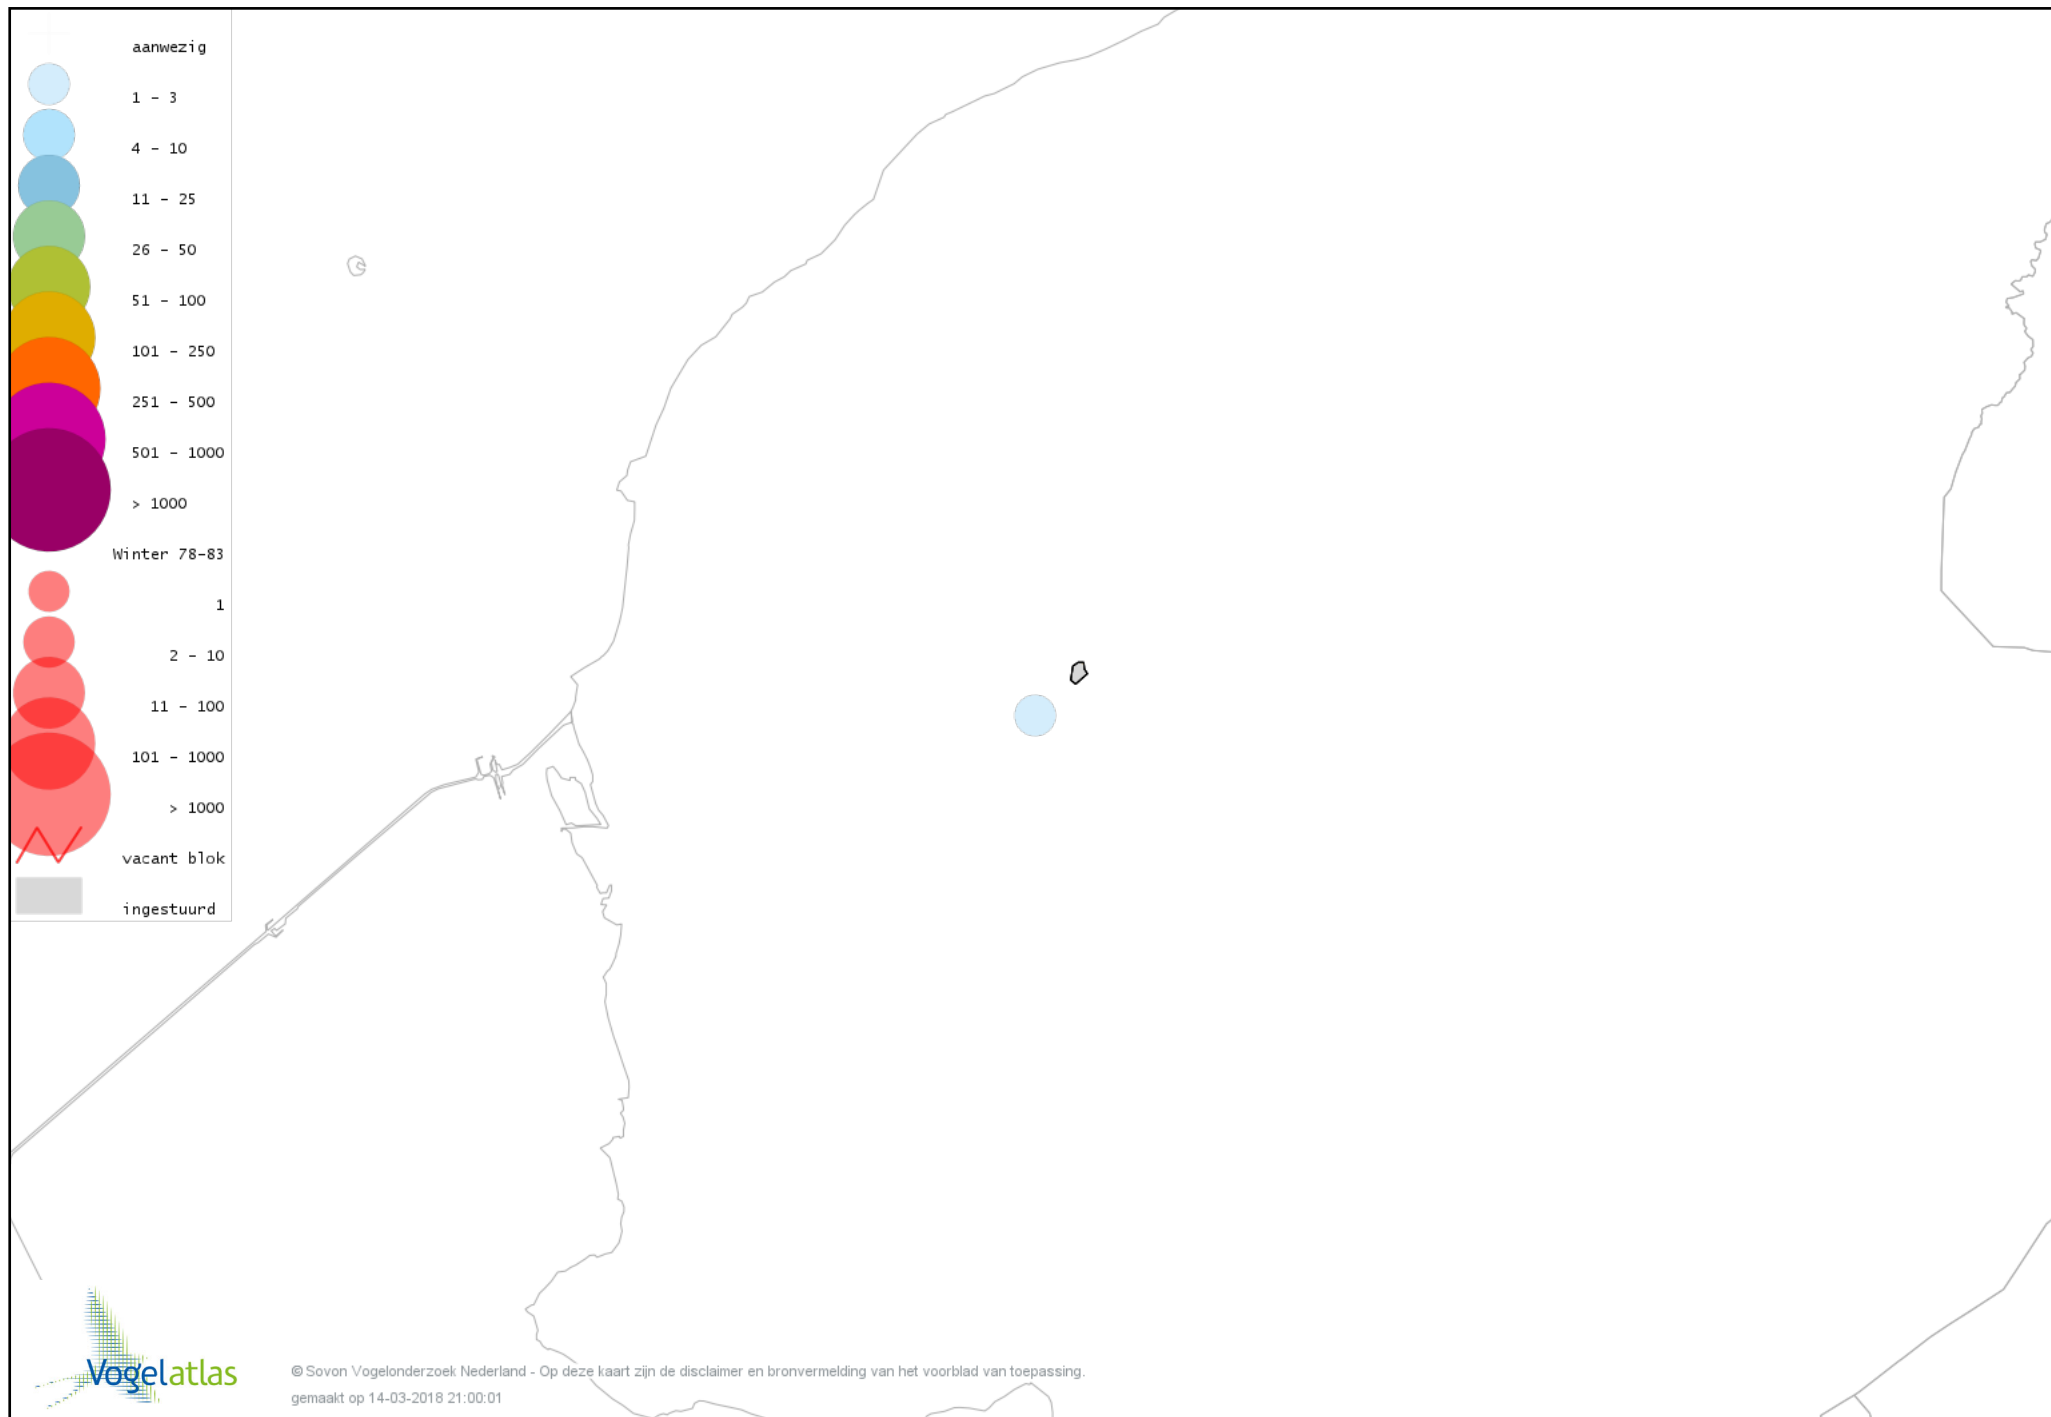 aanwezig
1 - 3
4 - 10
11 - 25
26 - 50
51 - 100
101 - 250
251 - 500
501 - 1000
> 1000
Winter 78-83
1
2 - 10
11 - 100
101 - 1000
> 1000
vacant blok
ingestuurd
Vogelatlas
© Sovon Vogelonderzoek Nederland - Op deze kaart zijn de disclaimer en bronvermelding van het voorblad van toepassing.
gemaakt op 14-03-2018 21:00:01